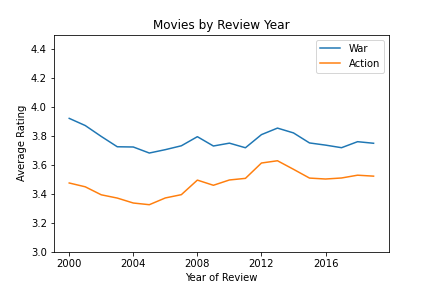 Movies by Review Year
War
Action
Average Rating
4.4
4.2
4.0
3.8
3.6
3.4
3.2
3.0
2000
2004
2008
2012
2016
Year of Review